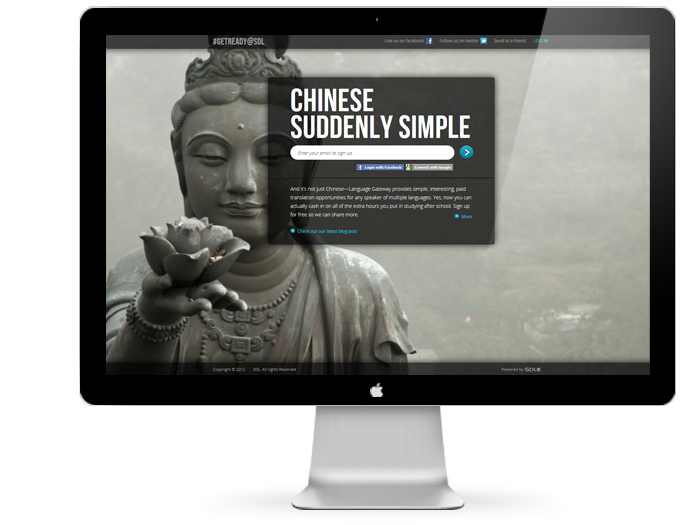 #GETREADY@SDL
Like us on facebook
Follow us on twitter
Send to a friend
LOG IN
CHINESE
SUDDENLY SIMPLE
Enter your email to sign up
Login with Facebook
Connect with Google
And it's not just Chinese—Language Gateway provides simple, interesting, paid
translation opportunities for any speaker of multiple languages. Yes, now you can
actually cash in on all of the extra hours you put in studying after school. Sign up
for free so we can share more.
More
Check out our latest blog post
Copyright © 2012 SDL. All rights Reserved
Powered by SDL